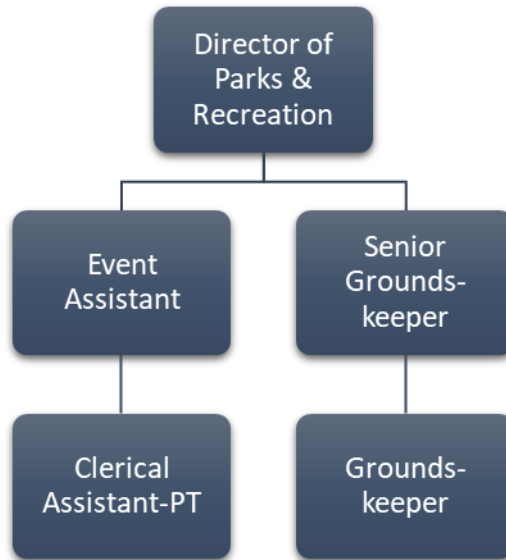 Director of
Parks &
Recreation
Event
Assistant
Senior
Grounds-
keeper
Clerical
Assistant-PT
Grounds-
keeper